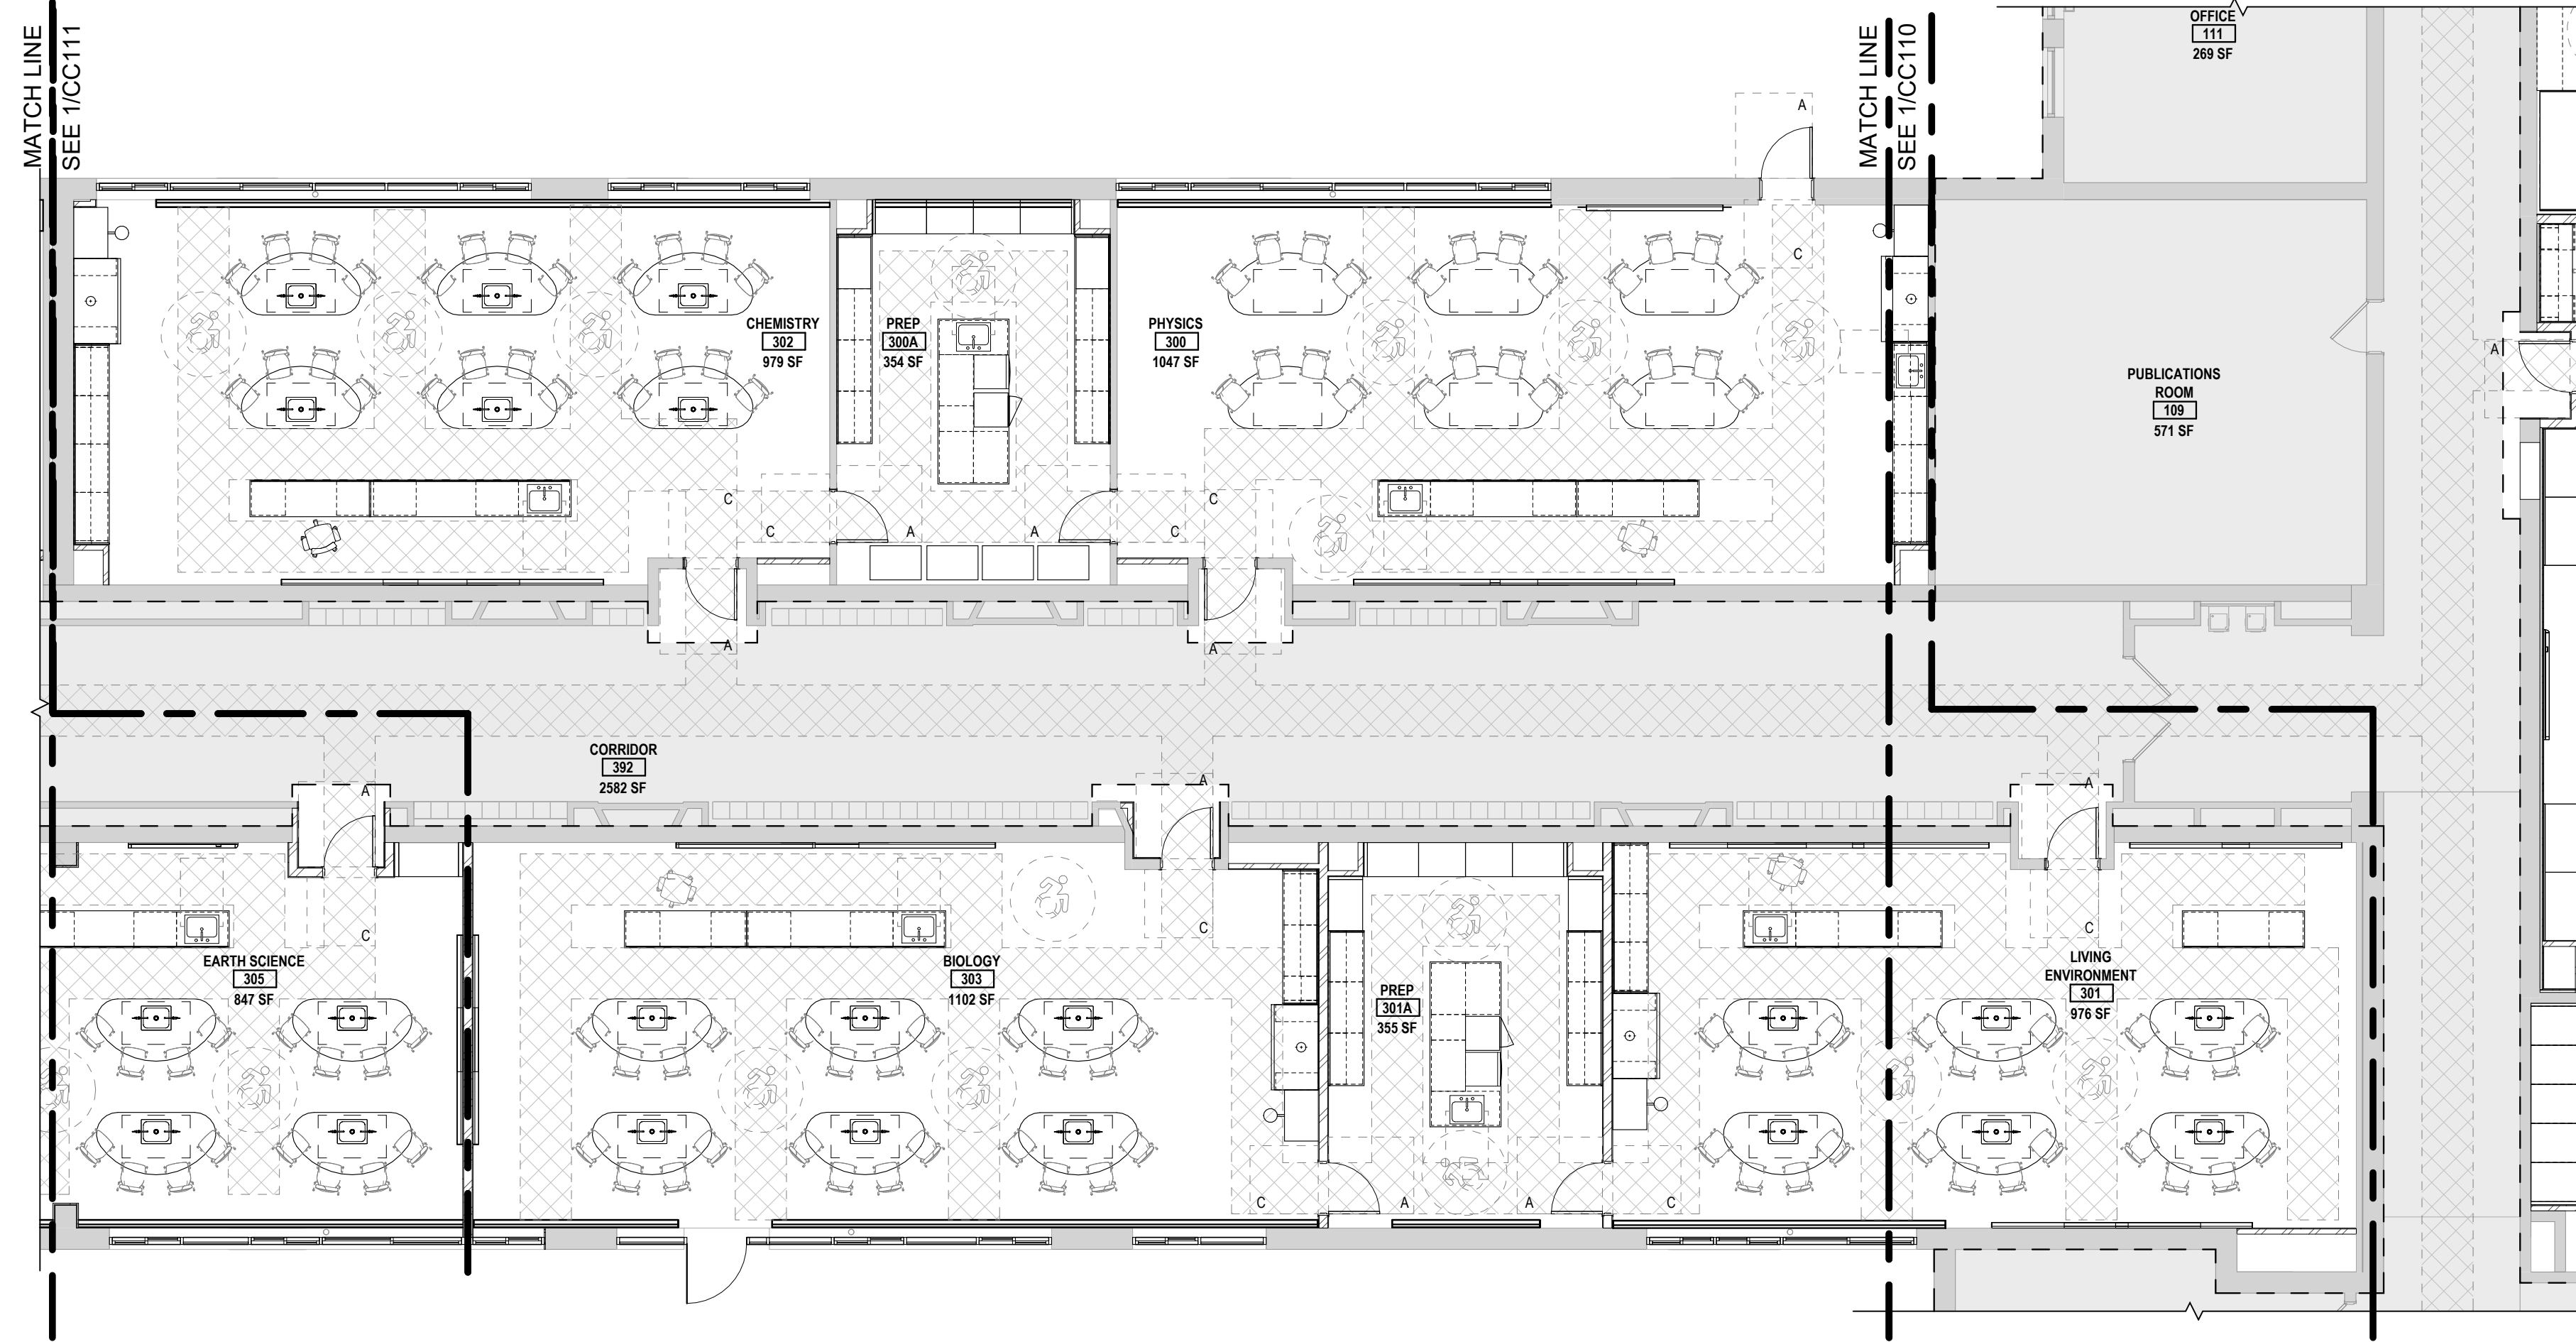 MATCH LINE
SEE 1/CC111
MATCH LINE
SEE 1/CC110
OFFICE
111
269 SF
A
C
CHEMISTRY
302
979 SF
PREP
300A
354 SF
PHYSICS
300
1047 SF
A
PUBLICATIONS
ROOM
109
571 SF
C
C
A
A
C
C
A
A
CORRIDOR
392
2582 SF
A
A
A
C
C
C
EARTH SCIENCE
305
847 SF
BIOLOGY
303
1102 SF
PREP
301A
355 SF
LIVING
ENVIRONMENT
301
976 SF
C
A
A
C